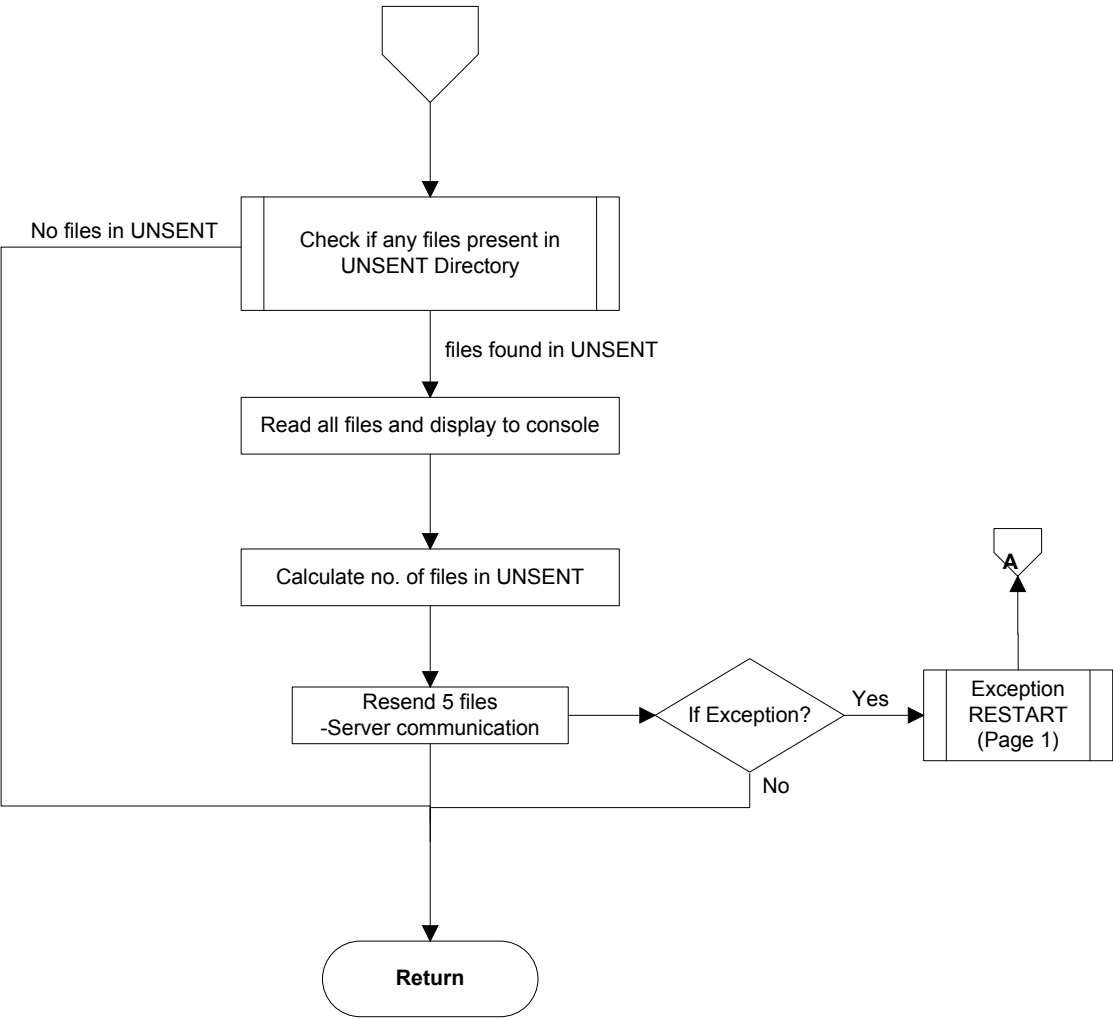 No files in UNSENT
Check if any files present in
UNSENT Directory
files found in UNSENT
Read all files and display to console
Calculate no. of files in UNSENT
A
Resend 5 files
-Server communication
If Exception?
Yes
Exception
RESTART
(Page 1)
No
Return